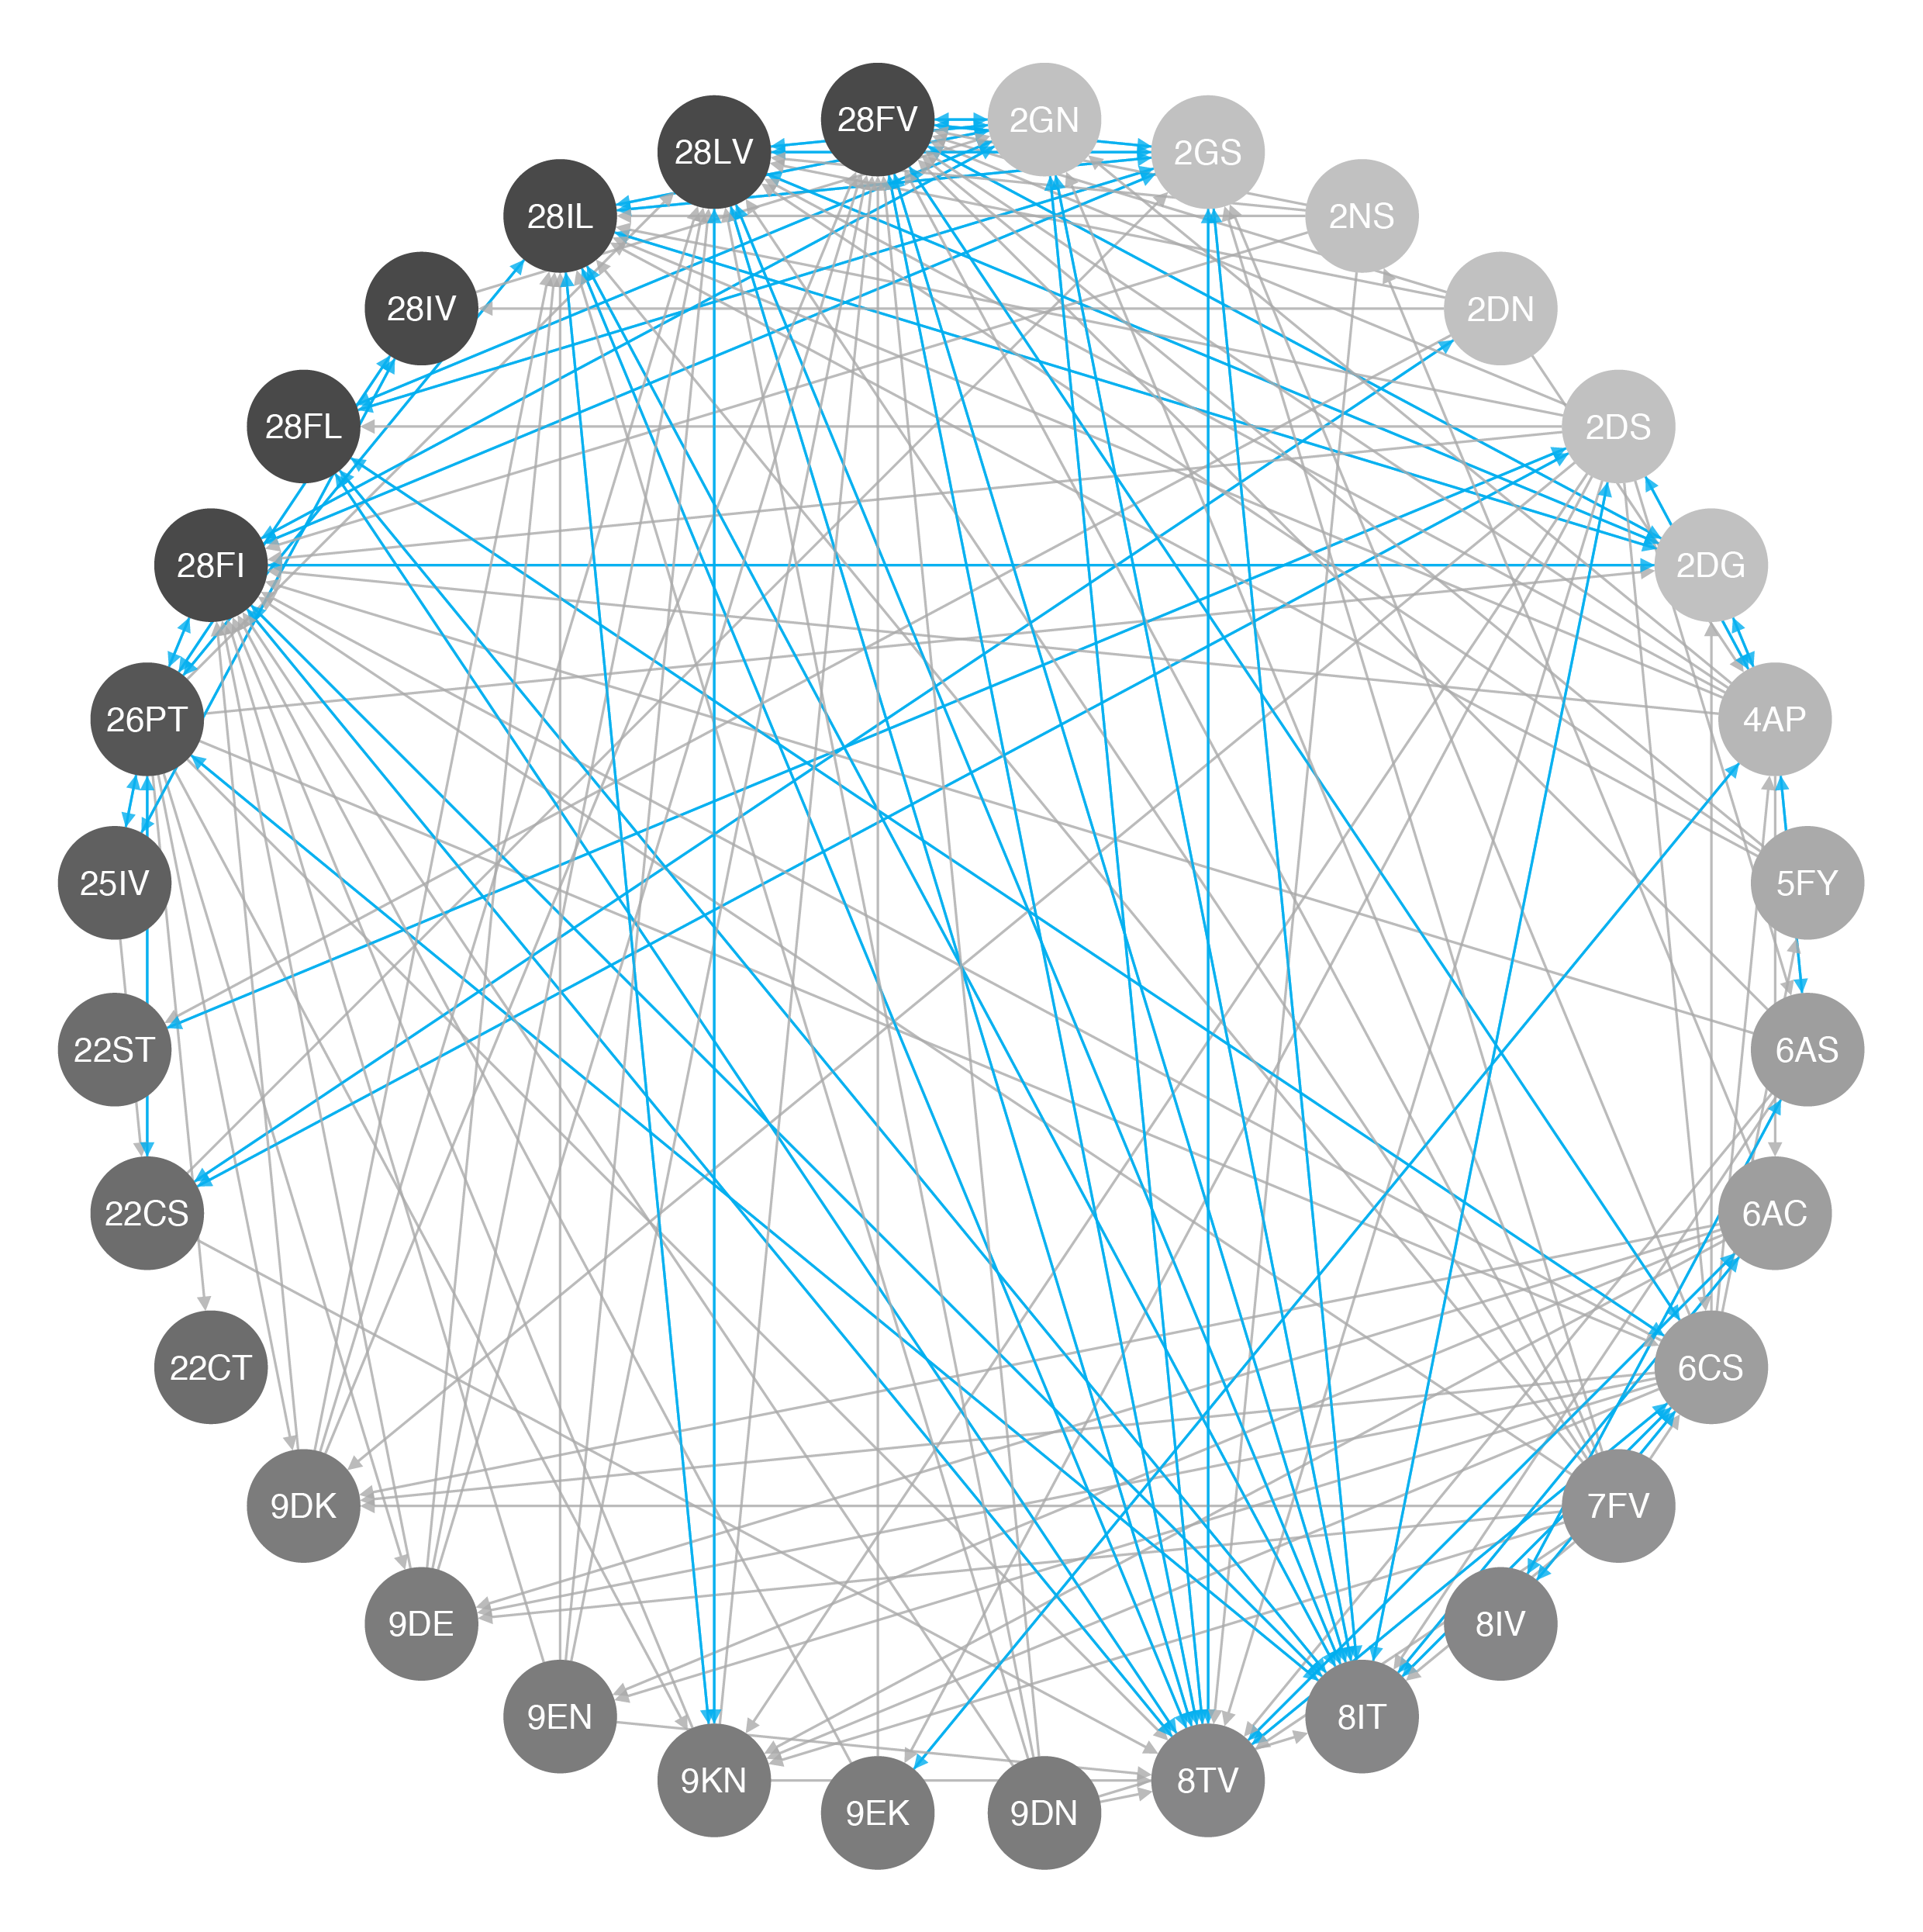 28FV
2GN
28LV
2GS
28IL
2NS
28IV
2DN
28FL
2DS
28FI
2DG
26PT
4AP
25IV
5FY
22ST
6AS
22CS
6AC
22CT
6CS
9DK
7FV
9DE
8IV
9EN
8IT
9KN
8TV
9EK
9DN